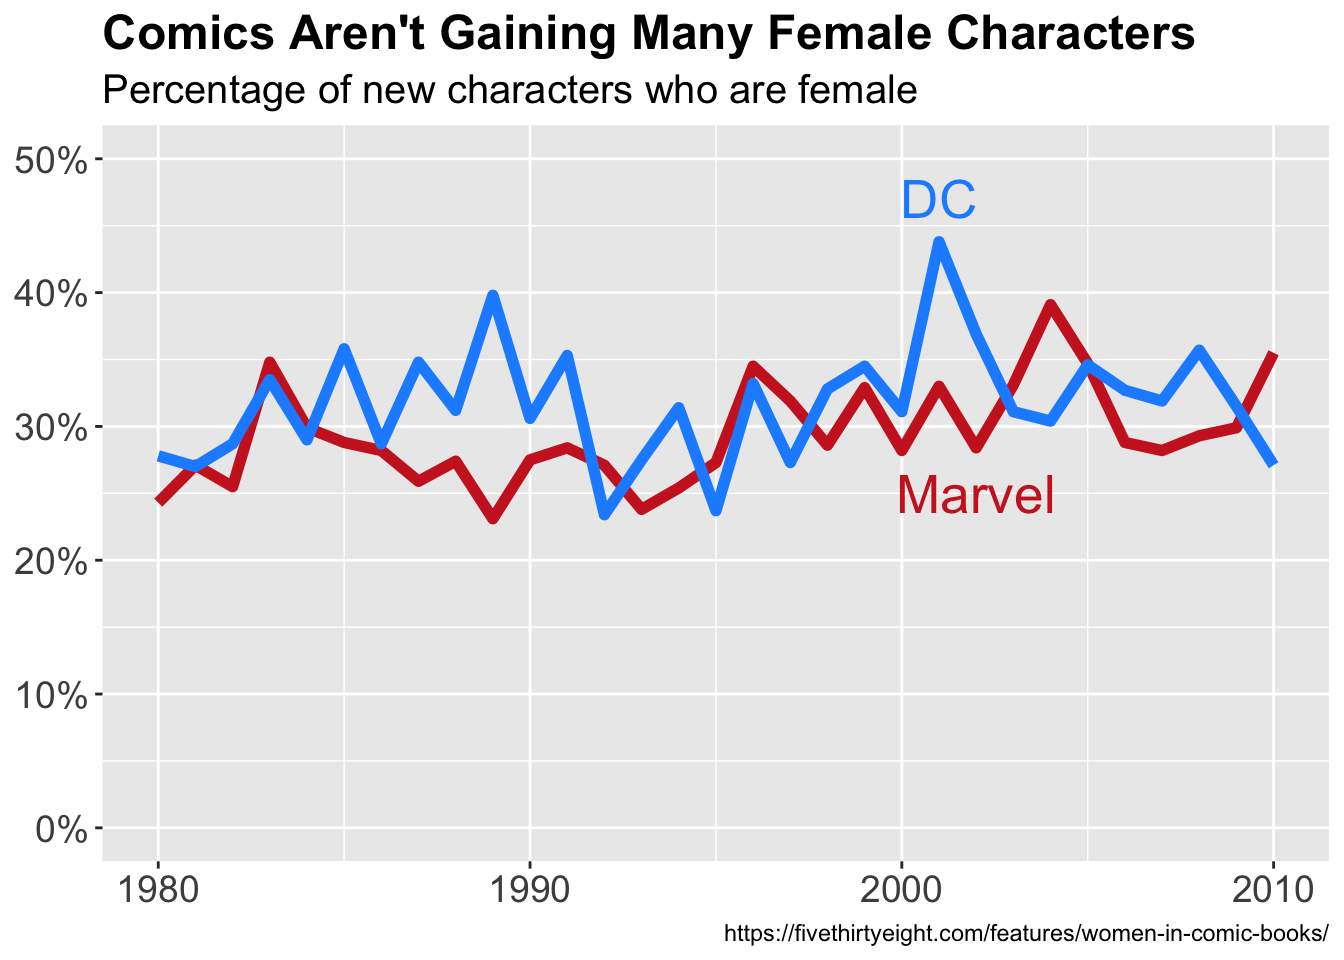 Comics Aren't Gaining Many Female Characters
Percentage of new characters who are female
50%
40%
30%
20%
10%
0%
DC
Marvel
1980 1990 2000 2010
https://fivethirtyeight.com/features/women-in-comic-books/